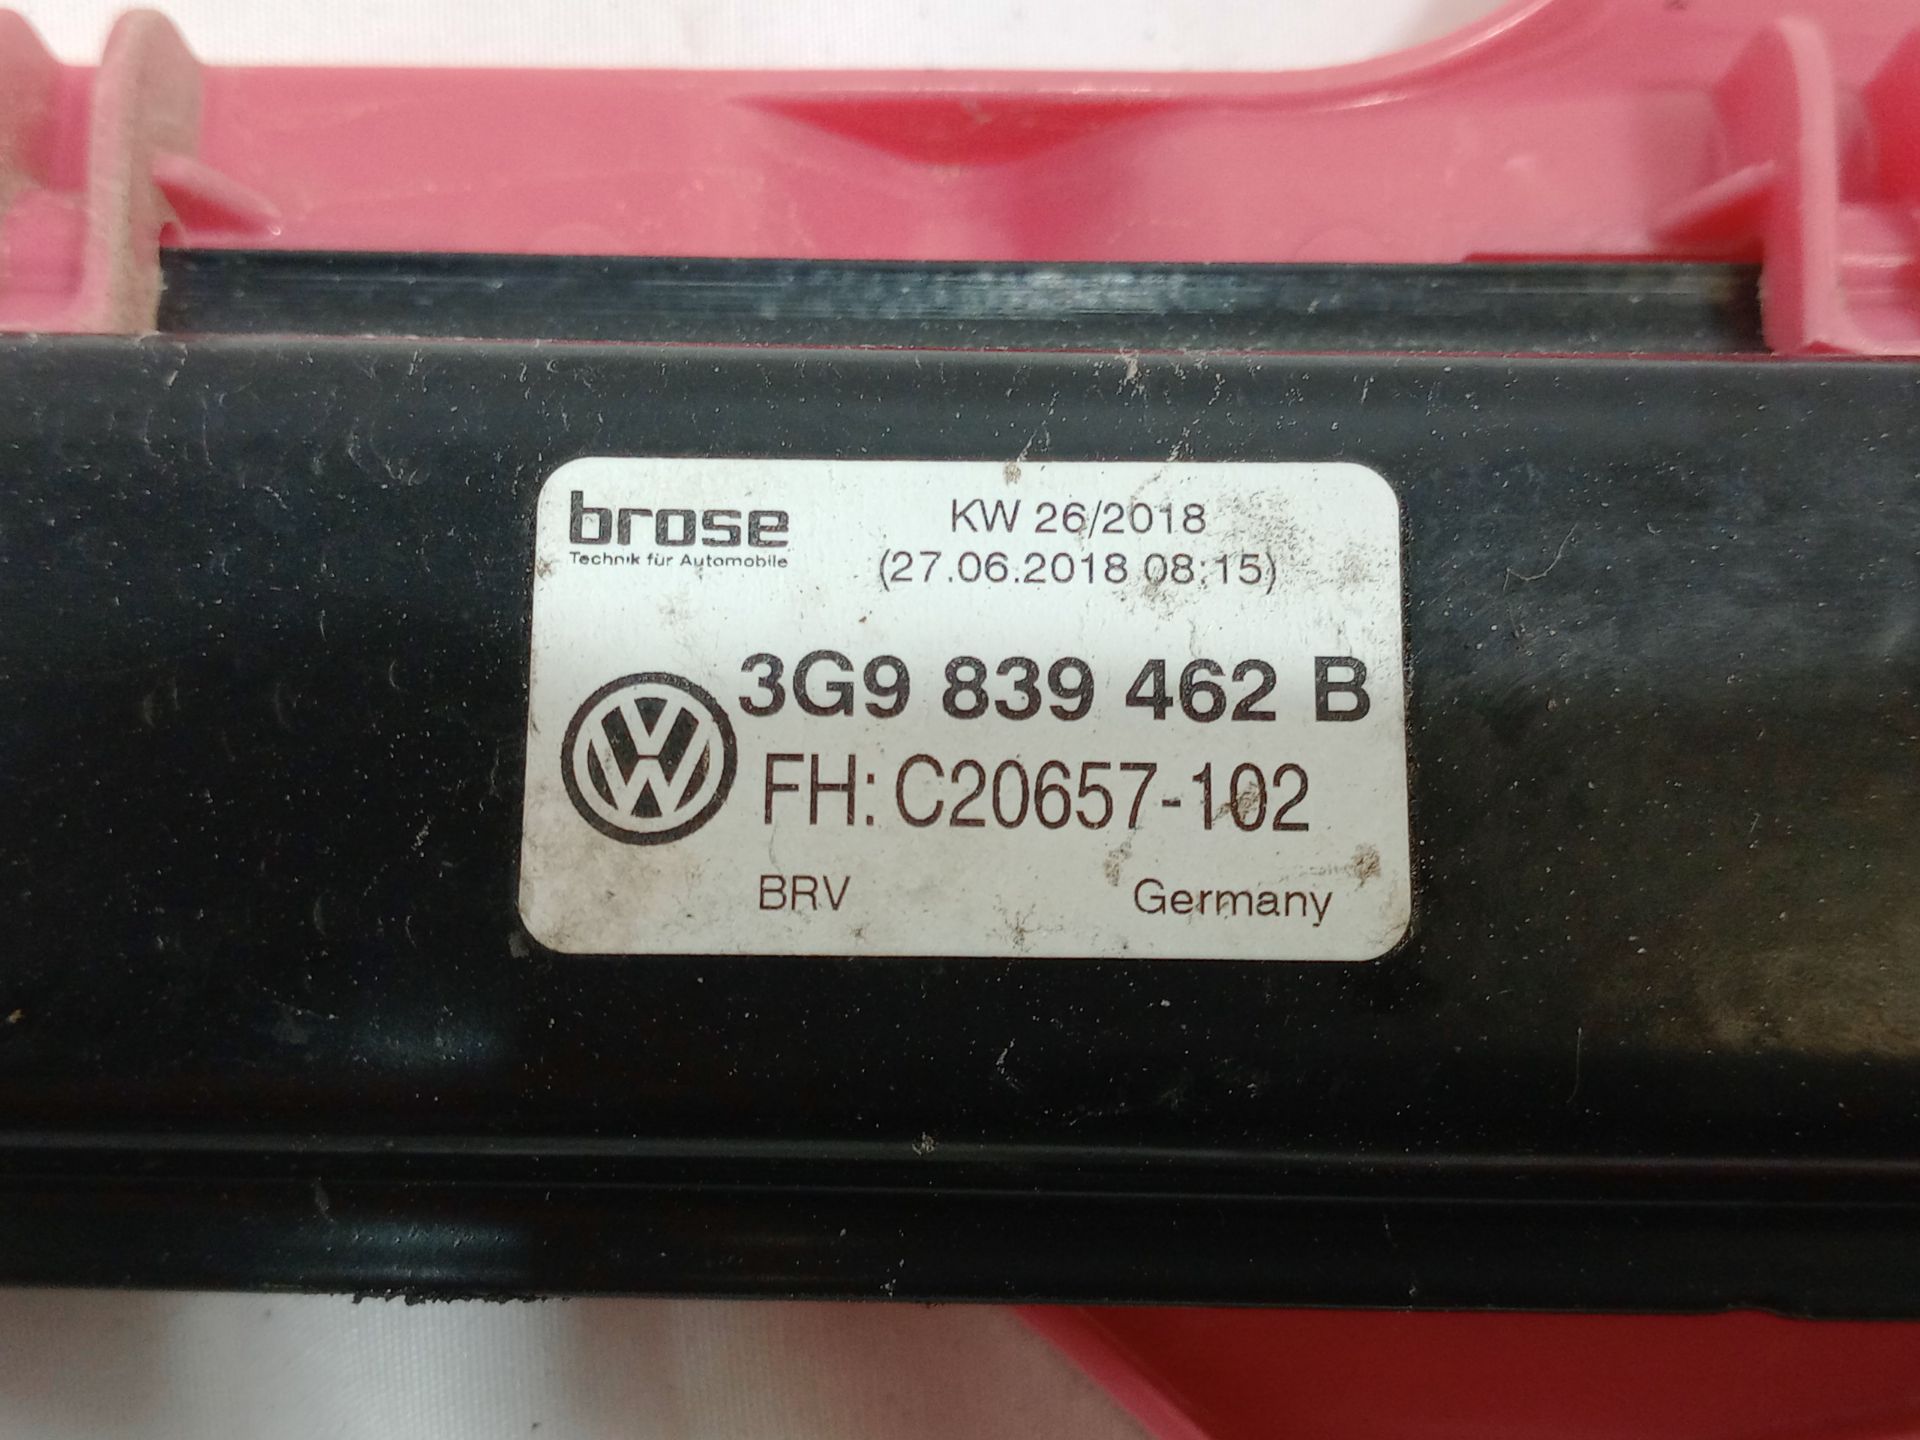 brose
Technik für Automobile
KW 26/2018
(27.06.2018 08:15)
3G9 839 462 B
FH: C20657-102
BRV Germany